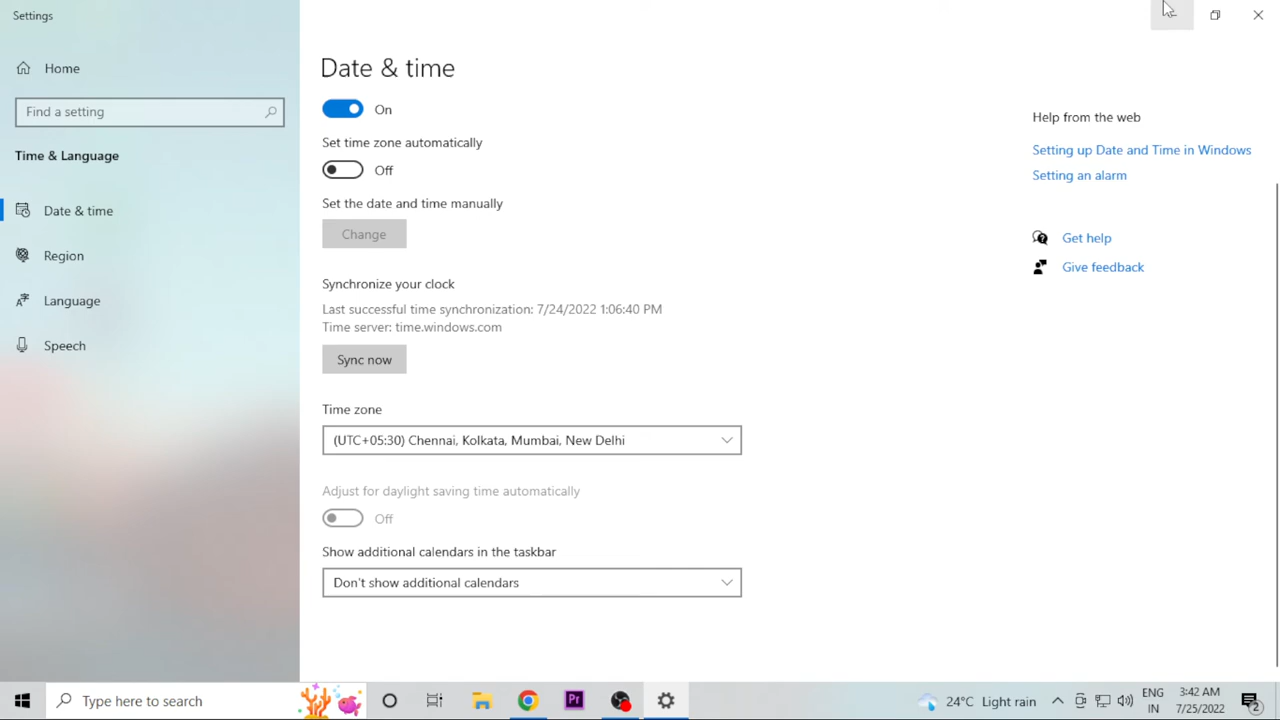 Settings
Home
Find a setting
Time & Language
Date & time
Region
Language
Speech
Date & time
On
Set time zone automatically
Off
Set the date and time manually
Change
Synchronize your clock
Last successful time synchronization: 7/24/2022 1:06:40 PM
Time server: time.windows.com
Sync now
Time zone
(UTC+05:30) Chennai, Kolkata, Mumbai, New Delhi
Adjust for daylight saving time automatically
Off
Show additional calendars in the taskbar
Don't show additional calendars
Help from the web
Setting up Date and Time in Windows
Setting an alarm
Get help
Give feedback
Type here to search
Pr
24°C Light rain
ENG
IN
3:42 AM
7/25/2022
2